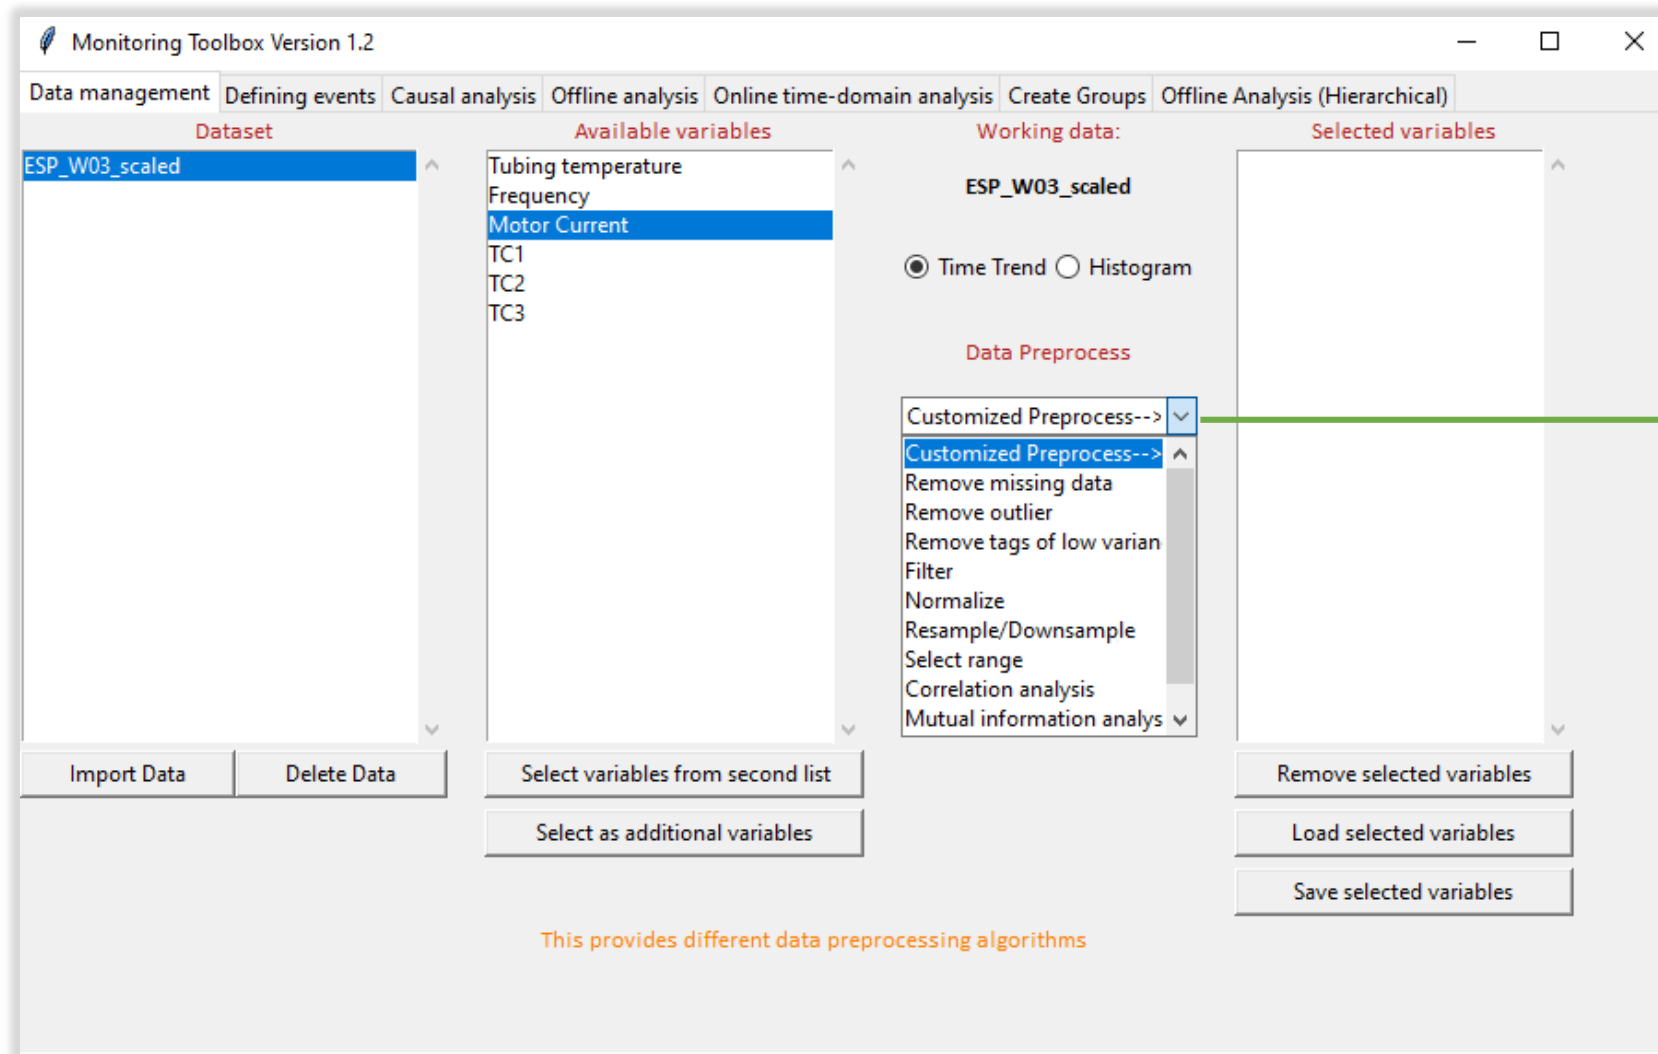 Monitoring Toolbox Version 1.2
Data management Defining events Causal analysis Offline analysis Online time-domain analysis Create Groups Offline Analysis (Hierarchical)
Dataset
ESP_W03_scaled
Import Data Delete Data
Available variables
Tubing temperature
Frequency
Motor Current
TC1
TC2
TC3
Select variables from second list
Select as additional variables
Working data:
ESP_W03_scaled
Time Trend Histogram
Data Preprocess
Customized Preprocess-->
Customized Preprocess-->
Remove missing data
Remove outlier
Remove tags of low varian
Filter
Normalize
Resample/Downsample
Select range
Correlation analysis
Mutual information analys
Selected variables
Remove selected variables
Load selected variables
Save selected variables
This provides different data preprocessing algorithms